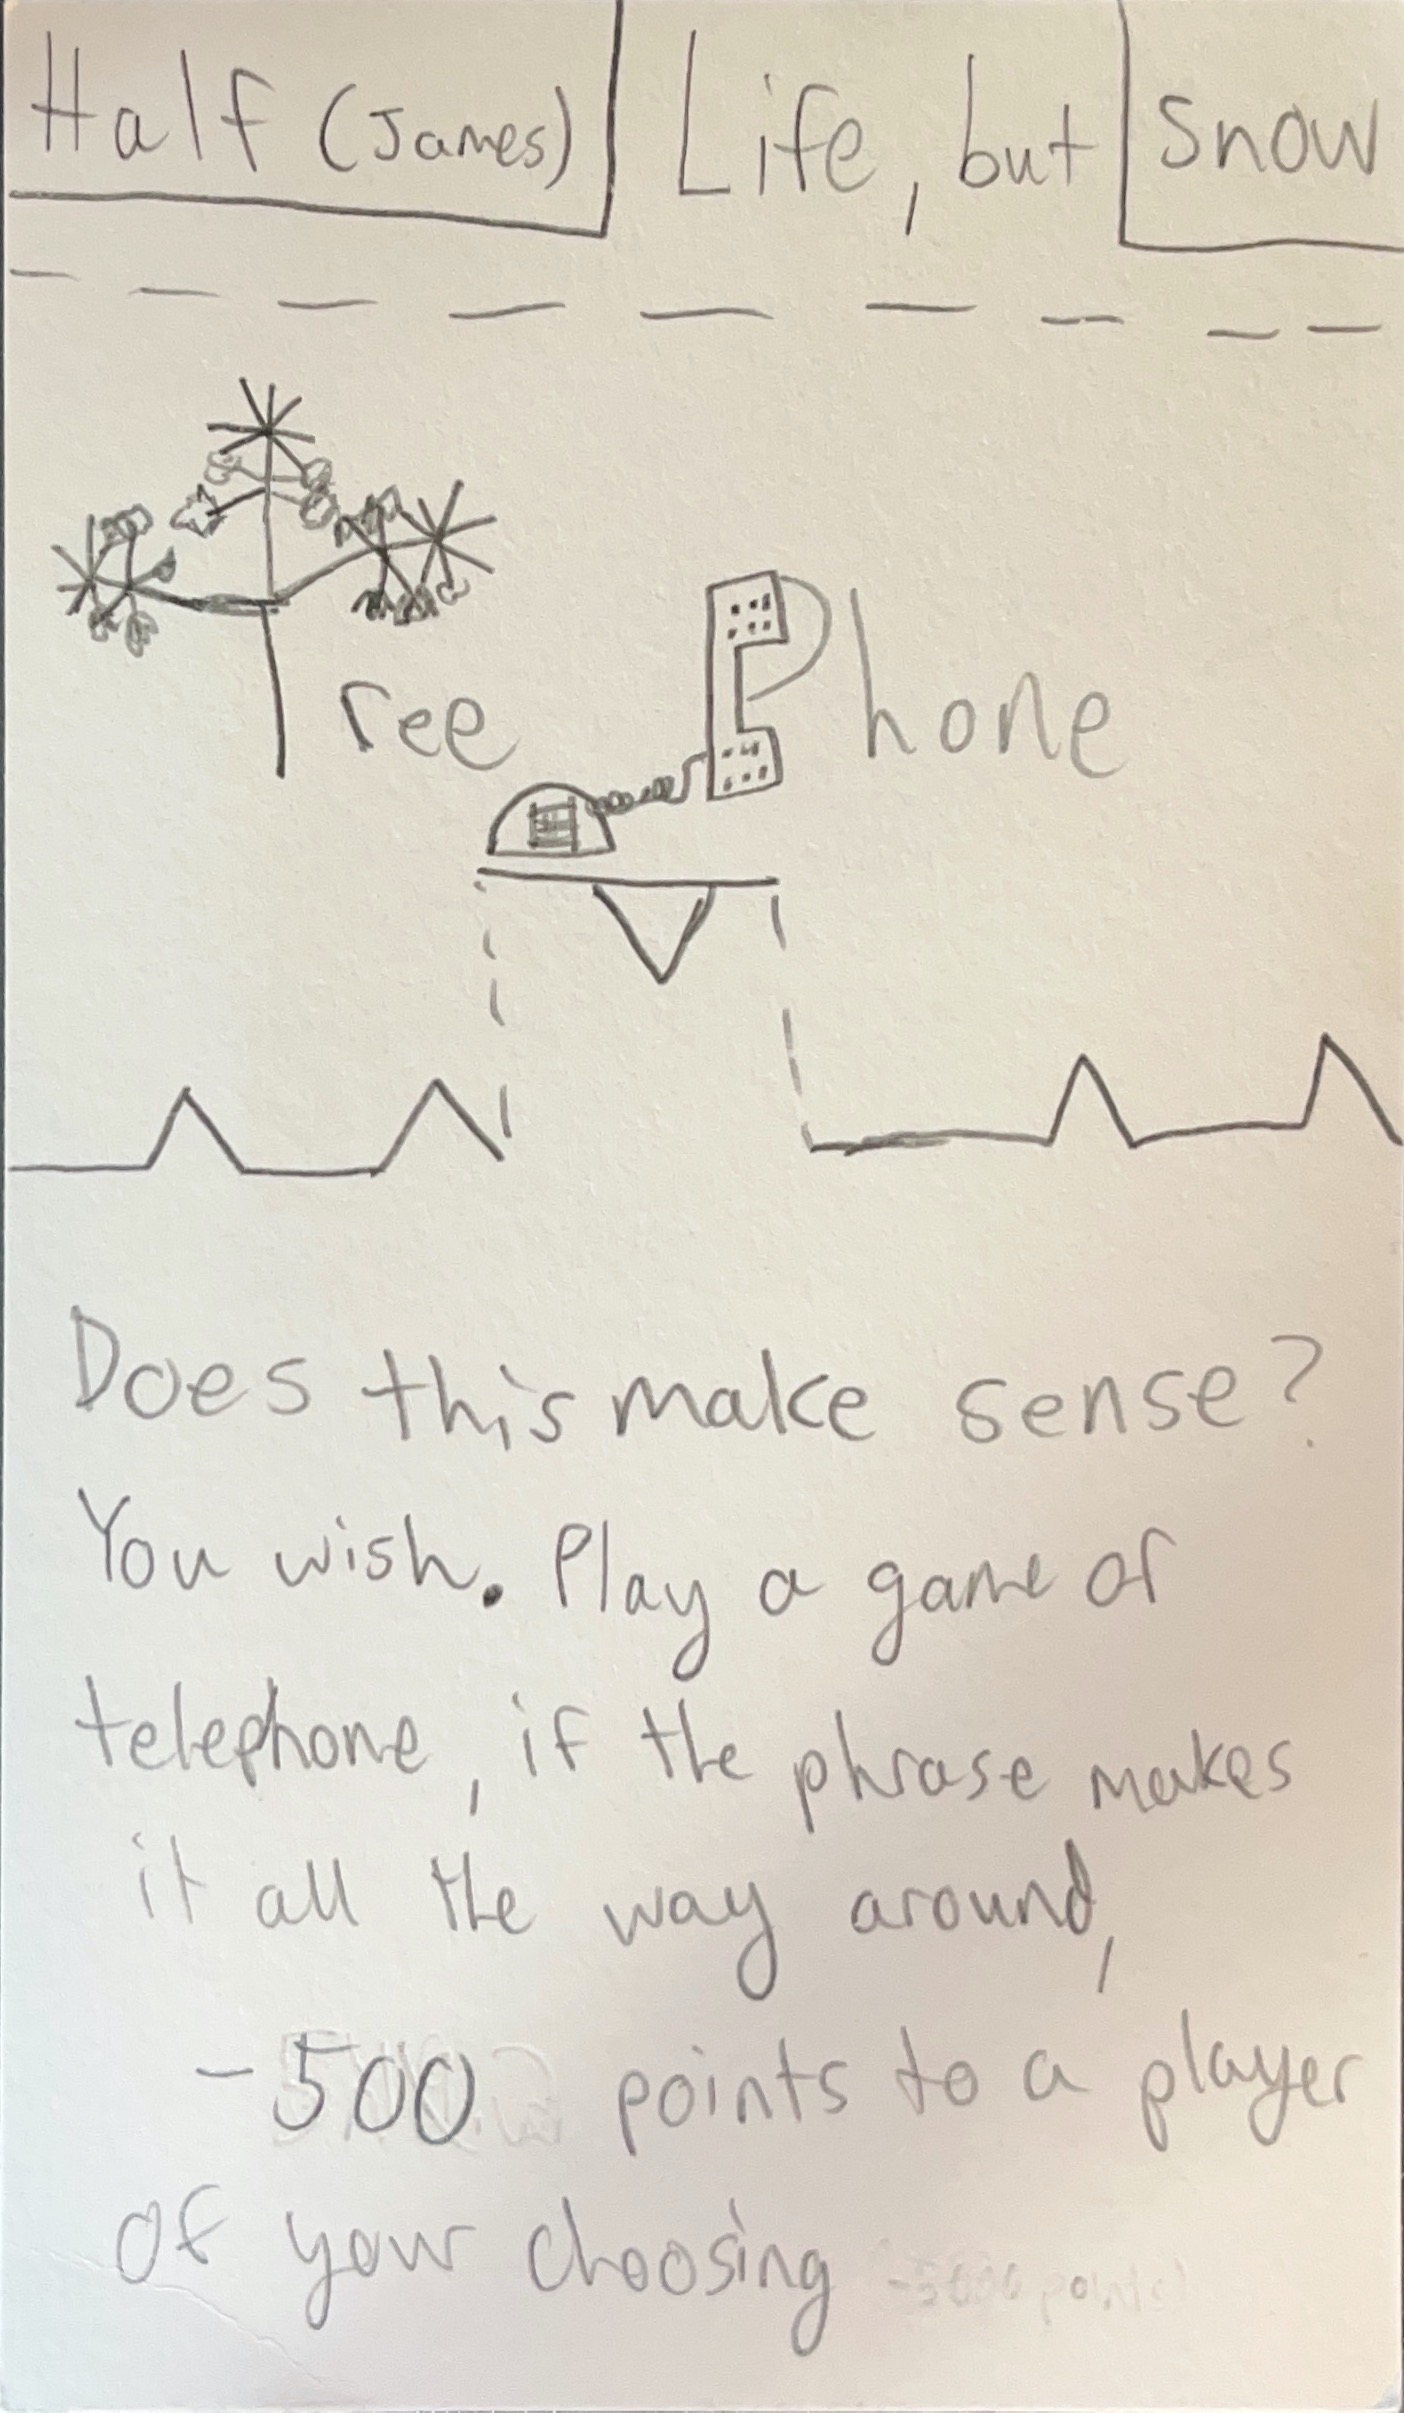 Half (James) Life, but Snow
Tree Phone
Does this make sense?
You wish. Play a game of
telephone, if the phrase makes
it all the way around,
-500 points to a player
of your choosing